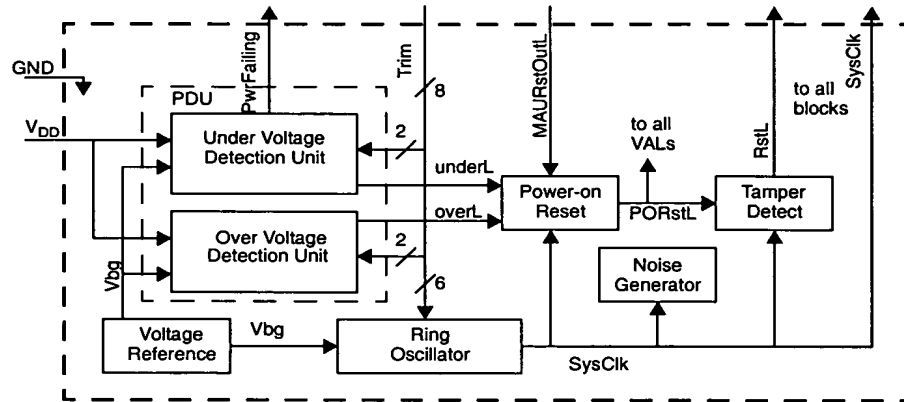 GND
V_DD
PDU
PwrFailing
Trim
8
MAURstOutL
RstL
to all
blocks
SysClk
Under Voltage
Detection Unit
2
underL
to all
VALs
Power-on
Reset
PORstL
Tamper
Detect
overL
Over Voltage
Detection Unit
2
6
Vbg
Noise
Generator
Voltage
Reference
Vbg
Ring
Oscillator
SysClk